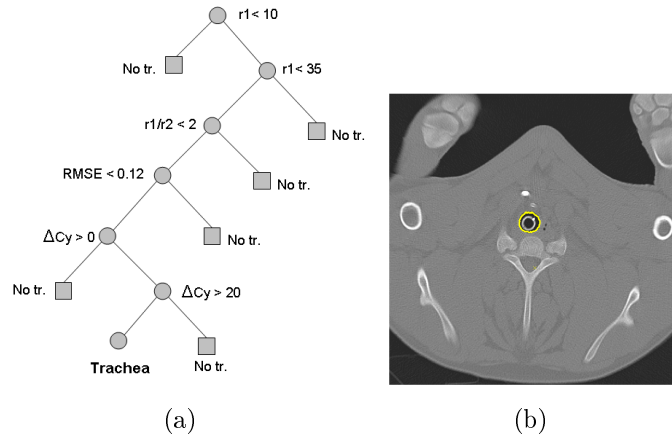 r1< 10
No tr.
r1< 35
r1/r2 < 2
No tr.
RMSE < 0.12
No tr.
ΔCy > 0
No tr.
No tr.
ΔCy > 20
Trachea
No tr.
(a)
(b)